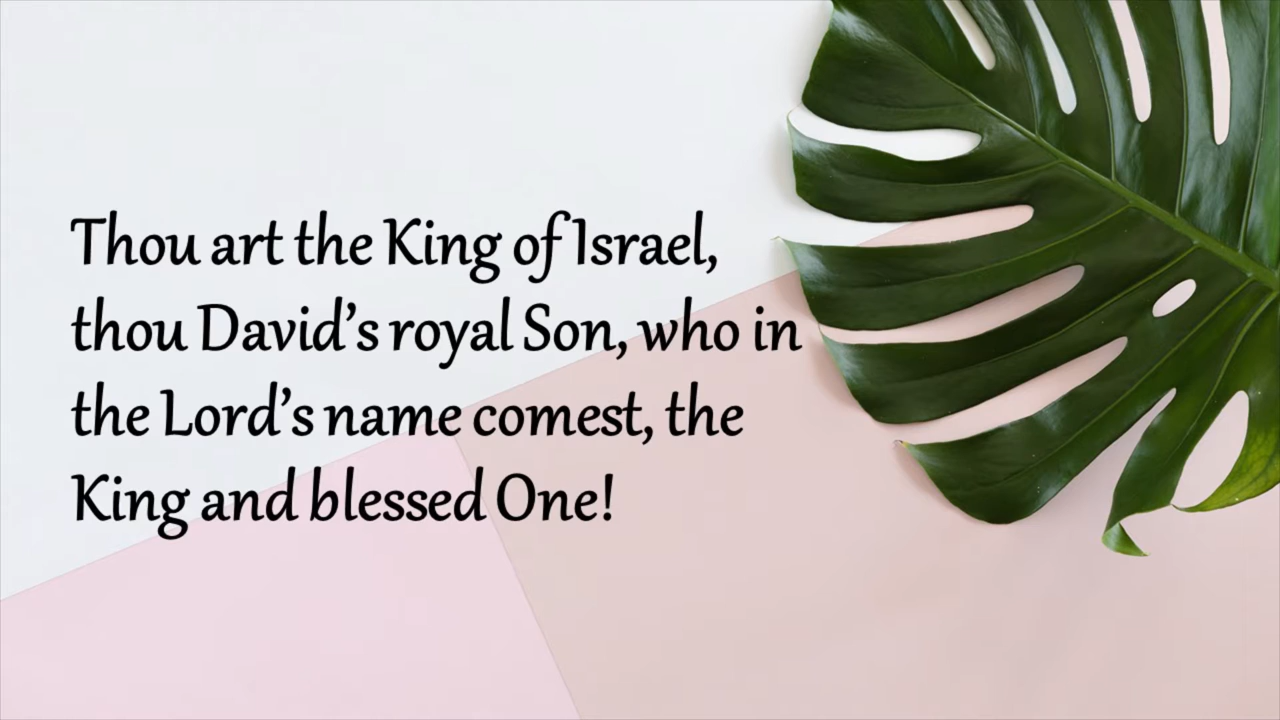 Thou art the King of Israel,
thou David’s royal Son, who in
the Lord’s name comest, the
King and blessed One!